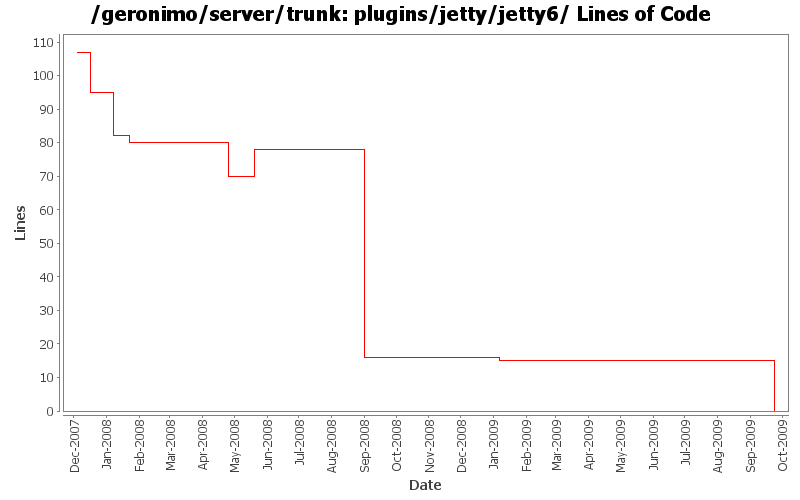 /geronimo/server/trunk: plugins/jetty/jetty6/ Lines of Code
110
100
90
80
70
60
50
40
30
20
10
0
Lines
Dec-2007
Jan-2008
Feb-2008
Mar-2008
Apr-2008
May-2008
Jun-2008
Jul-2008
Aug-2008
Sep-2008
Oct-2008
Nov-2008
Dec-2008
Jan-2009
Feb-2009
Mar-2009
Apr-2009
May-2009
Jun-2009
Jul-2009
Aug-2009
Sep-2009
Oct-2009
Date